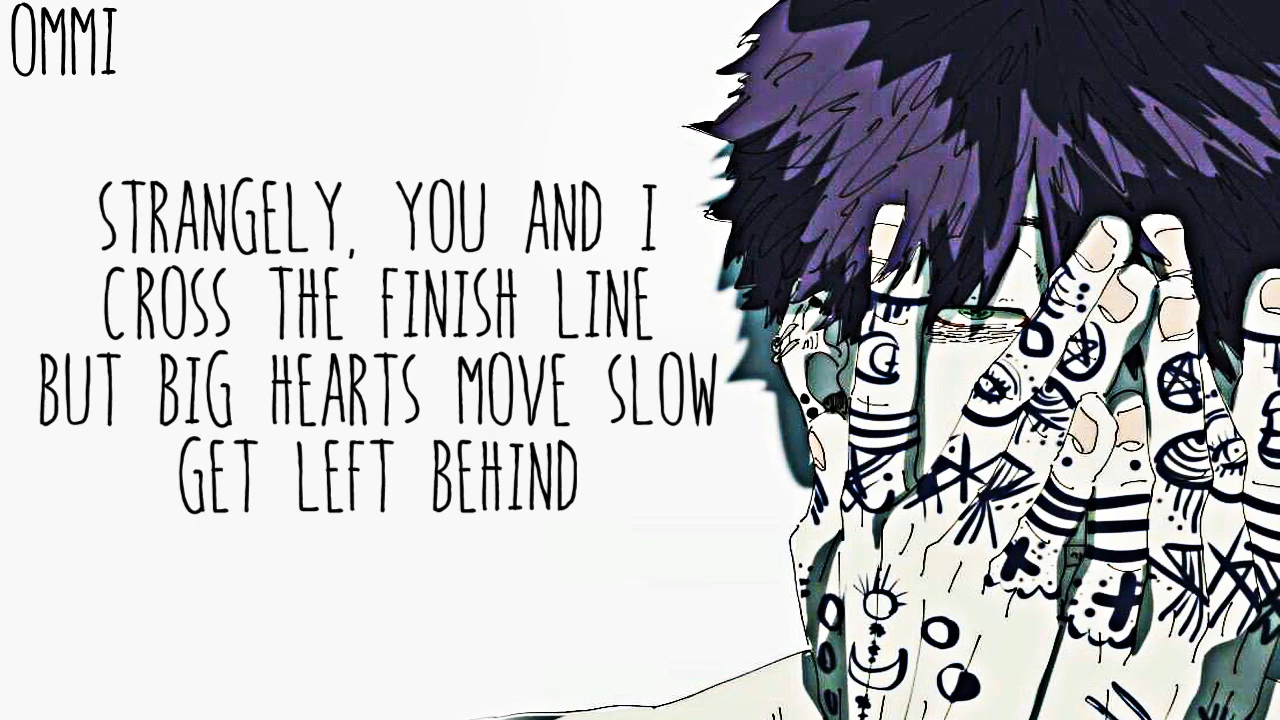 OMMI
STRANGELY, YOU AND I
CROSS THE FINISH LINE
BUT BIG HEARTS MOVE SLOW
GET LEFT BEHIND